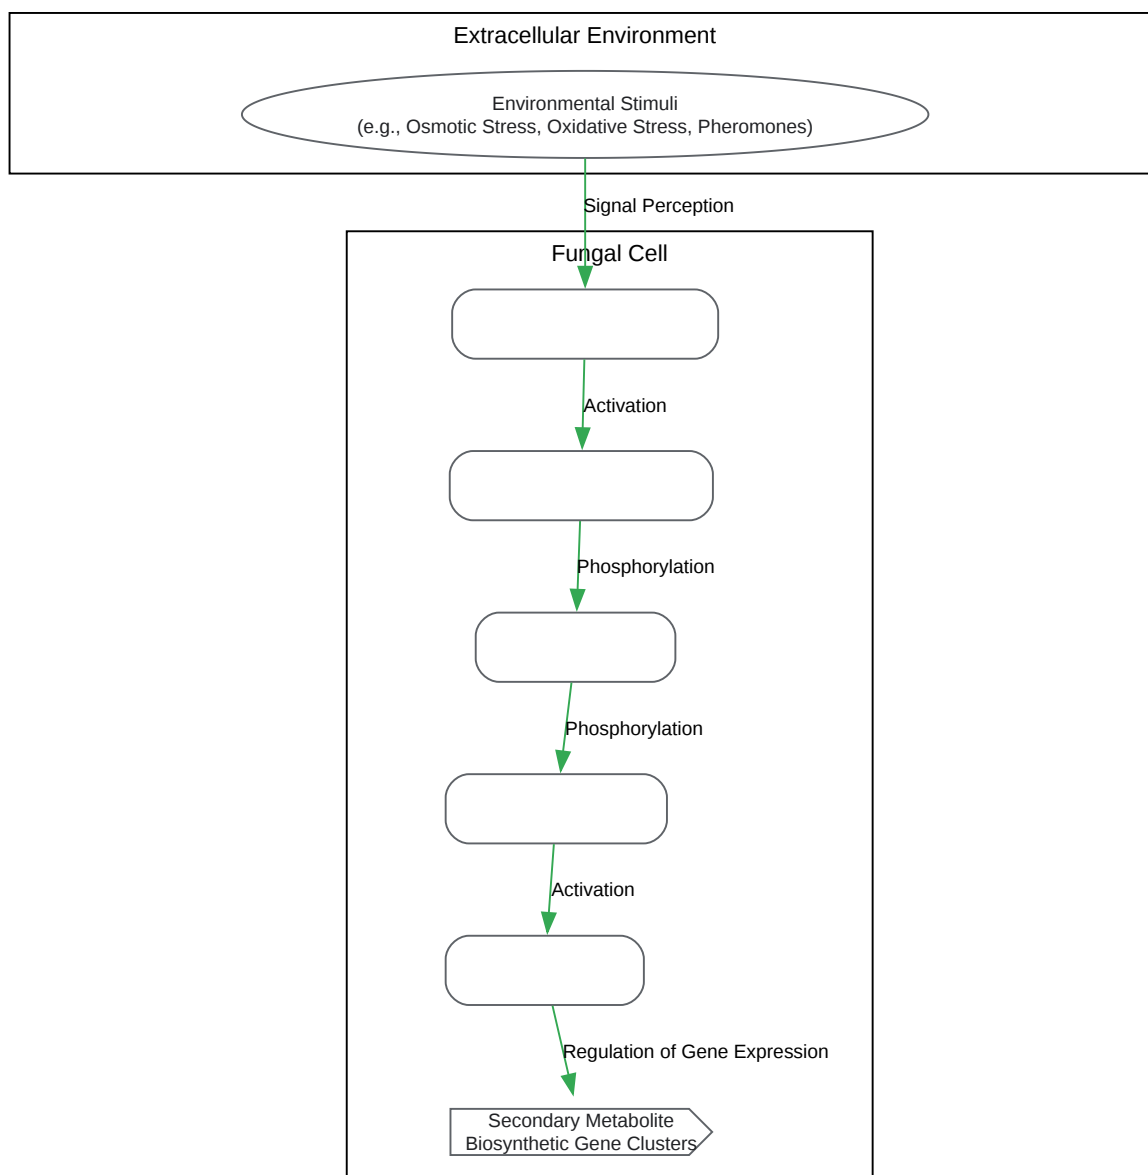 Extracellular Environment
Environmental Stimuli
(e.g., Osmotic Stress, Oxidative Stress, Pheromones)
Signal Perception
Fungal Cell
Activation
Phosphorylation
Phosphorylation
Activation
Regulation of Gene Expression
Secondary Metabolite
Biosynthetic Gene Clusters